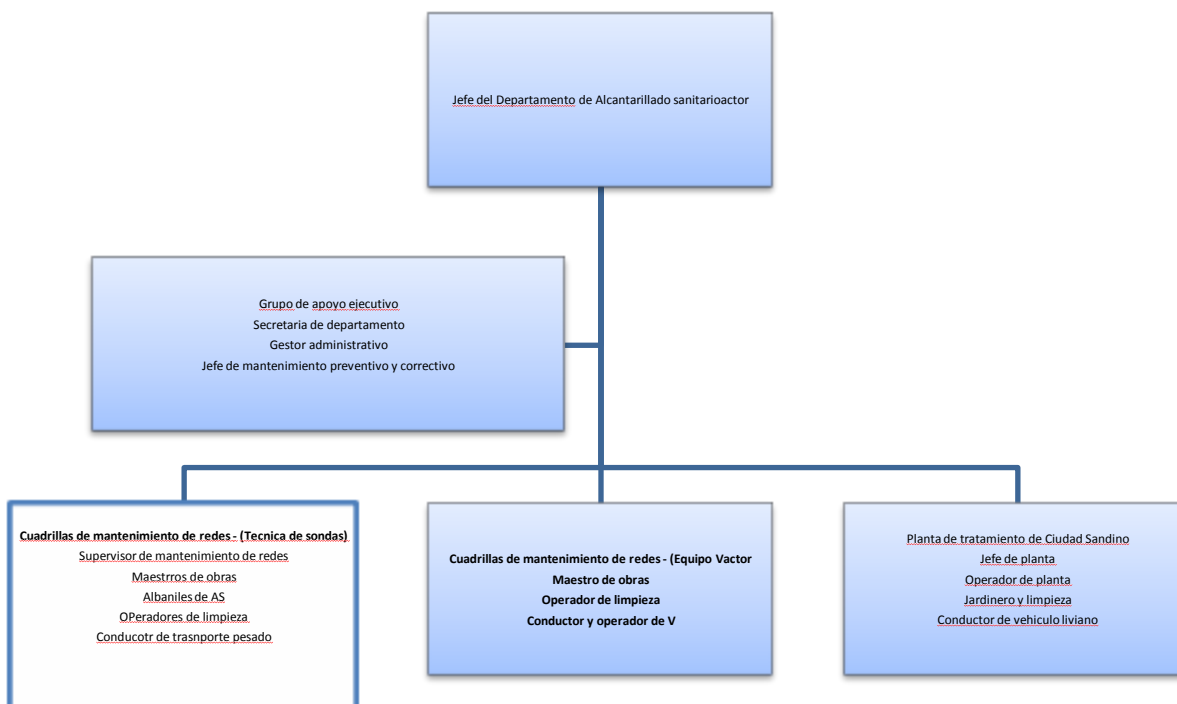 Jefe del Departamento de Alcantarillado sanitarioactor
Grupo de apoyo ejecutivo
Secretaria de departamento
Gestor administrativo
Jefe de mantenimiento preventivo y correctivo
Cuadrillas de mantenimiento de redes - (Tecnica de sondas)
Supervisor de mantenimiento de redes
Maestrros de obras
Albaniles de AS
OPeradores de limpieza
Conducotr de trasnporte pesado
Cuadrillas de mantenimiento de redes - (Equipo Vactor
Maestro de obras
Operador de limpieza
Conductor y operador de V
Planta de tratamiento de Ciudad Sandino
Jefe de planta
Operador de planta
Jardinero y limpieza
Conductor de vehiculo liviano